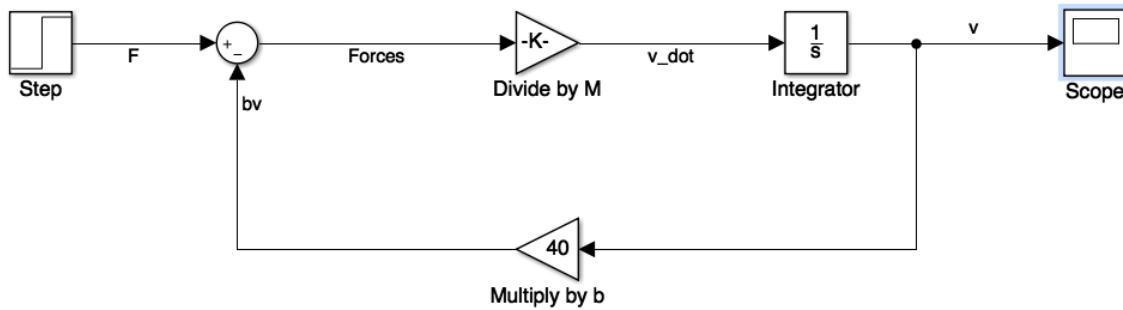 +
-
-K-
1
s
v
F
Forces
v_dot
Step
Divide by M
Integrator
Scope
bv
40
Multiply by b